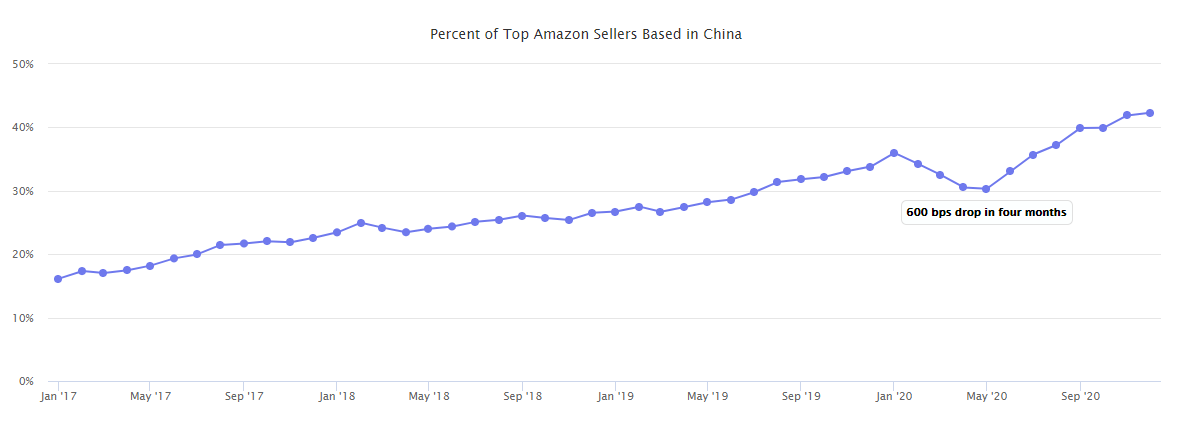 Percent of Top Amazon Sellers Based in China
50%
40%
30%
20%
10%
0%
600 bps drop in four months
Jan '17 May '17 Sep '17 Jan '18 May '18 Sep '18 Jan '19 May '19 Sep '19 Jan '20 May '20 Sep '20